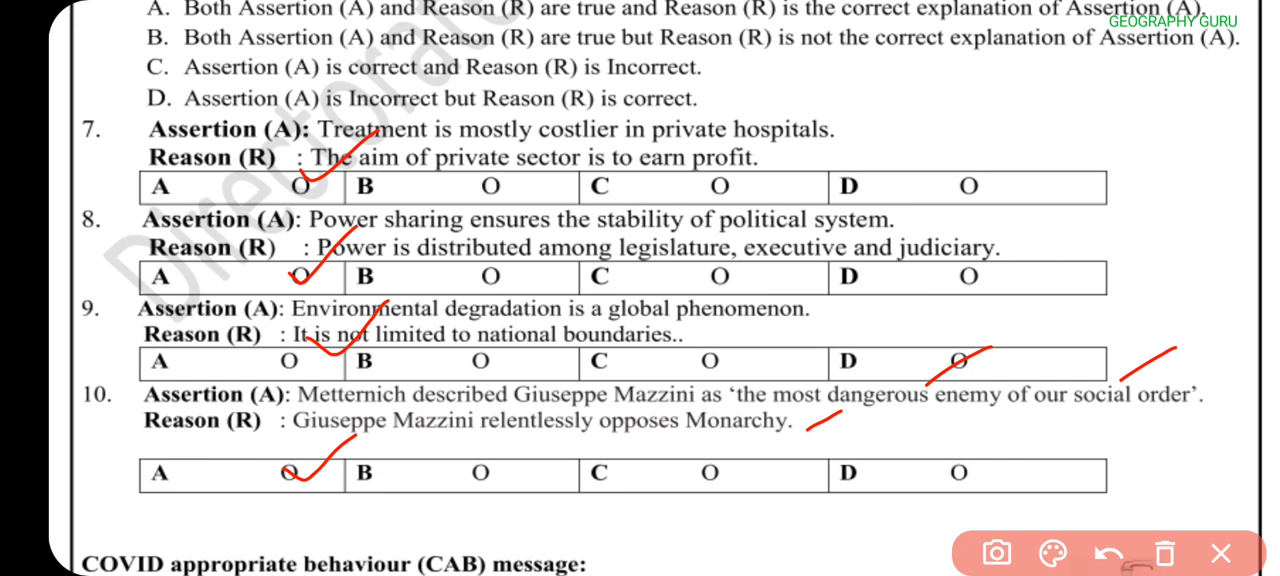 A. Both Assertion (A) and Reason (R) are true and Reason (R) is the correct explanation of Assertion (A).
GEOGRAPHY GURU
B. Both Assertion (A) and Reason (R) are true but Reason (R) is not the correct explanation of Assertion (A).
C. Assertion (A) is correct and Reason (R) is Incorrect.
D. Assertion (A) is Incorrect but Reason (R) is correct.
7. Assertion (A): Treatment is mostly costlier in private hospitals.
Reason (R) : The aim of private sector is to earn profit.
A O B O C O D O
8. Assertion (A): Power sharing ensures the stability of political system.
Reason (R) : Power is distributed among legislature, executive and judiciary.
A O B O C O D O
9. Assertion (A): Environmental degradation is a global phenomenon.
Reason (R) : It is not limited to national boundaries..
A O B O C O D O
10. Assertion (A): Metternich described Giuseppe Mazzini as ‘the most dangerous enemy of our social order’.
Reason (R) : Giuseppe Mazzini relentlessly opposes Monarchy.
A O B O C O D O
COVID appropriate behaviour (CAB) message: